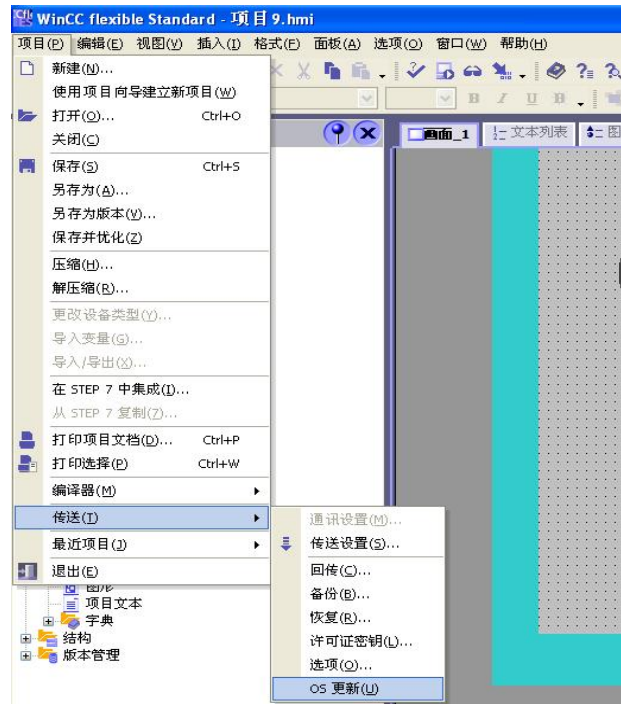 WinCC flexible Standard - 项目9.hmi
项目(P) 编辑(E) 视图(V) 插入(I) 格式(F) 面板(A) 选项(O) 窗口(W) 帮助(H)
新建(N)...
使用项目向导建立新项目(W)
打开(O)... Ctrl+O
关闭(C)
画面_1 文本列表 图
保存(S) Ctrl+S
另存为(A)...
另存为版本(V)...
保存并优化(Z)
压缩(H)...
解压缩(R)...
更改设备类型(Y)...
导入变量(G)...
导入/导出(X)...
在 STEP 7 中集成(I)...
从 STEP 7 复制(7)...
打印项目文档(D)... Ctrl+P
打印选择(P) Ctrl+W
编译器(M)
传送(T)
最近项目(J)
退出(E)
通讯设置(M)...
传送设置(S)...
回传(C)...
备份(B)...
恢复(R)...
许可证密钥(L)...
选项(O)...
OS 更新(U)
图形
项目文本
字典
结构
版本管理